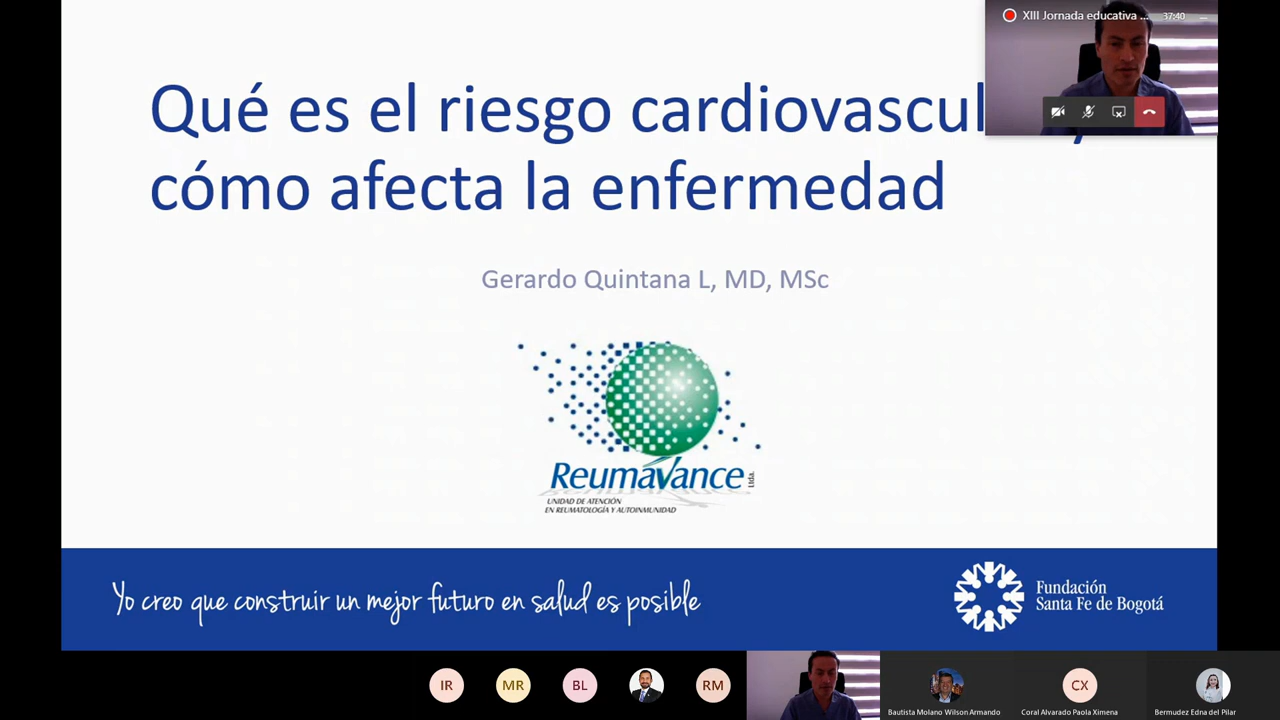 XIII Jornada educativa ... 37:40
Qué es el riesgo cardiovascul
cómo afecta la enfermedad
Gerardo Quintana L, MD, MSc
Reumavance Ltda.
UNIDAD DE ATENCIÓN
EN REUMATOLOGÍA Y AUTOINMUNIDAD
Yo creo que construir un mejor futuro en salud es posible
Fundación
Santa Fe de Bogotá
IR MR BL RM CX
Bautista Molano Wilson Armando Coral Alvarado Paola Ximena Bermudez Edna del Pilar